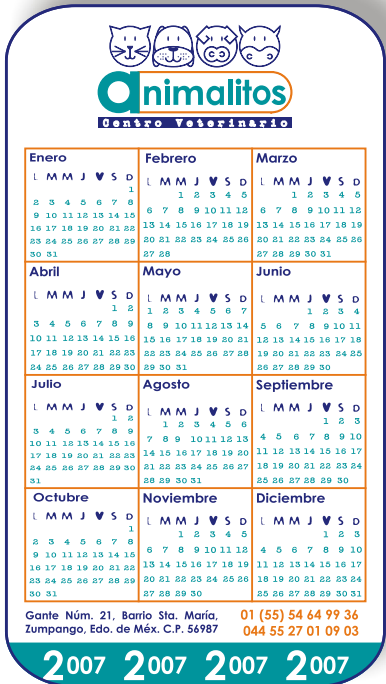 animalitos
Centro Veterinario
Enero
L M M J ♥ S D
1
2 3 4 5 6 7 8
9 10 11 12 13 14 15
16 17 18 19 20 21 22
23 24 25 26 27 28 29
30 31
Febrero
L M M J ♥ S D
1 2 3 4 5
6 7 8 9 10 11 12
13 14 15 16 17 18 19
20 21 22 23 24 25 26
27 28
Marzo
L M M J ♥ S D
1 2 3 4 5
6 7 8 9 10 11 12
13 14 15 16 17 18 19
20 21 22 23 24 25 26
27 28 29 30 31
Abril
L M M J ♥ S D
1 2
3 4 5 6 7 8 9
10 11 12 13 14 15 16
17 18 19 20 21 22 23
24 25 26 27 28 29 30
Mayo
L M M J ♥ S D
1 2 3 4 5 6 7
8 9 10 11 12 13 14
15 16 17 18 19 20 21
22 23 24 25 26 27 28
29 30 31
Junio
L M M J ♥ S D
1 2 3 4
5 6 7 8 9 10 11
12 13 14 15 16 17 18
19 20 21 22 23 24 25
26 27 28 29 30
Julio
L M M J ♥ S D
1 2
3 4 5 6 7 8 9
10 11 12 13 14 15 16
17 18 19 20 21 22 23
24 25 26 27 28 29 30
31
Agosto
L M M J ♥ S D
1 2 3 4 5 6
7 8 9 10 11 12 13
14 15 16 17 18 19 20
21 22 23 24 25 26 27
28 29 30 31
Septiembre
L M M J ♥ S D
1 2 3
4 5 6 7 8 9 10
11 12 13 14 15 16 17
18 19 20 21 22 23 24
25 26 27 28 29 30
Octubre
L M M J ♥ S D
1
2 3 4 5 6 7 8
9 10 11 12 13 14 15
16 17 18 19 20 21 22
23 24 25 26 27 28 29
30 31
Noviembre
L M M J ♥ S D
1 2 3 4 5
6 7 8 9 10 11 12
13 14 15 16 17 18 19
20 21 22 23 24 25 26
27 28 29 30
Diciembre
L M M J ♥ S D
1 2 3
4 5 6 7 8 9 10
11 12 13 14 15 16 17
18 19 20 21 22 23 24
25 26 27 28 29 30 31
Gante Núm. 21, Barrio Sta. María,
Zumpango, Edo. de Méx. C.P. 56987
01 (55) 54 64 99 36
044 55 27 01 09 03
2007 2007 2007 2007